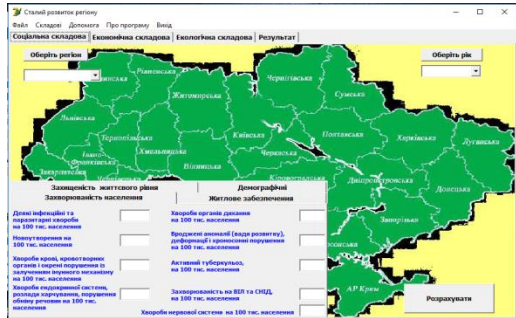 Сталий розвиток регіону
Файл Складові Допомога Про програму Вихід
Соціальна складова Економічна складова Екологічна складова Результат
Оберіть регіон
Оберіть рік
Рівненська
Чернігівська
Житомирська
Сумська
Львівська
Київська
Полтавська
Харківська
Луганська
Тернопільська
Хмельницька
Черкаська
Івано-
Франківська
Вінницька
Закарпатська
Кіровоградська
Дніпропетровська
Донецька
Запорізька
АР Крим
Захищеність життєвого рівня
Демографічні
Захворюваність населення
Житлове забезпечення
Деякі інфекційні та
паразитарні хвороби
на 100 тис. населення
Хвороби органів дихання
на 100 тис. населення
Новоутворення на
на 100 тис. населення
Вроджені аномалії (вади розвитку),
деформації і хромосомні порушення
на 100 тис. населення
Хвороби крові, кровотворних
органів і окремі порушення із
залученням імунного механізму
на 100 тис. населення
Активний туберкульоз,
на 100 тис. населення
Хвороби ендокринної системи,
розлади харчування, порушення
обміну речовин на 100 тис.
населення
Захворюваність на ВІЛ та СНІД,
на 100 тис. населення
Хвороби нервової системи на 100 тис. населення
Розрахувати